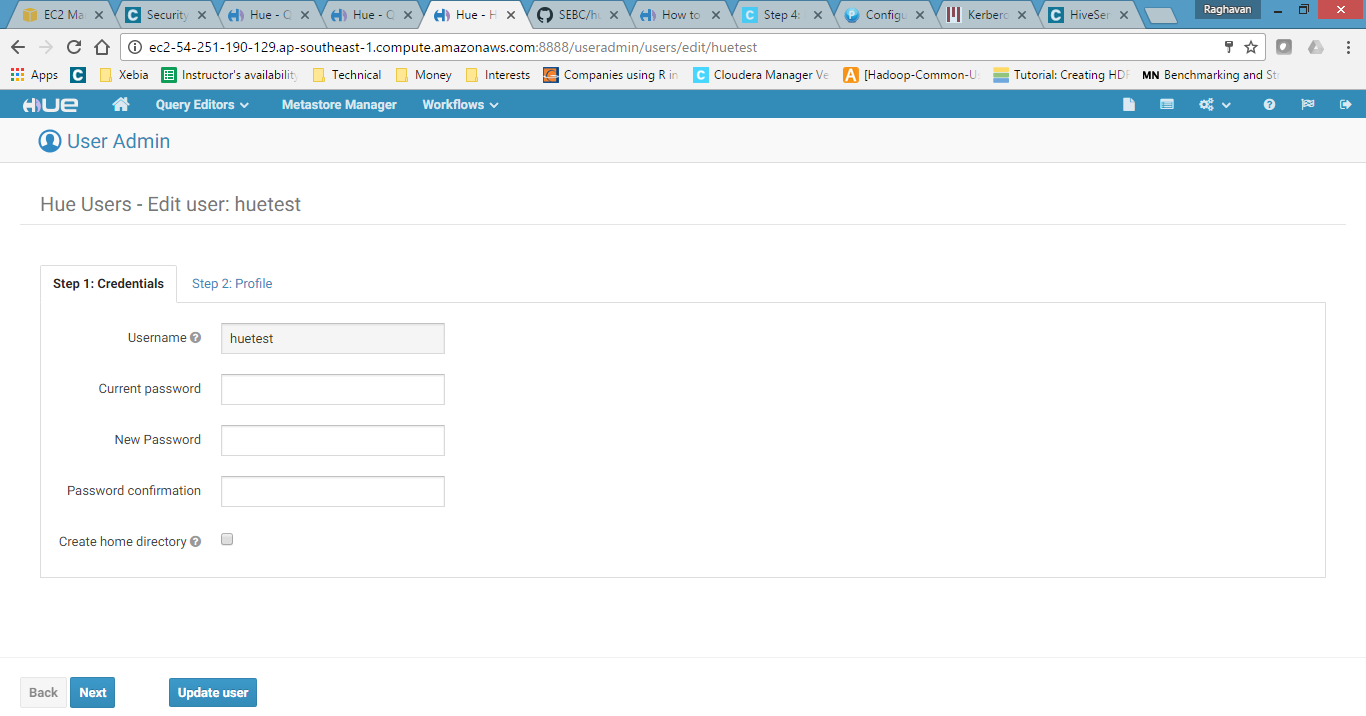 EC2 Ma Security Hue - Q Hue - Q Hue - H SEBC/h How to Step 4: Configu Kerberc HiveSer Raghavan
ec2-54-251-190-129.ap-southeast-1.compute.amazonaws.com:8888/useradmin/users/edit/huetest
Apps Xebia Instructor's availability Technical Money Interests Companies using R in Cloudera Manager Ve [Hadoop-Common-U Tutorial: Creating HDF MN Benchmarking and St
HUE Query Editors Metastore Manager Workflows
User Admin
Hue Users - Edit user: huetest
Step 1: Credentials Step 2: Profile
Username huetest
Current password
New Password
Password confirmation
Create home directory
Back Next Update user